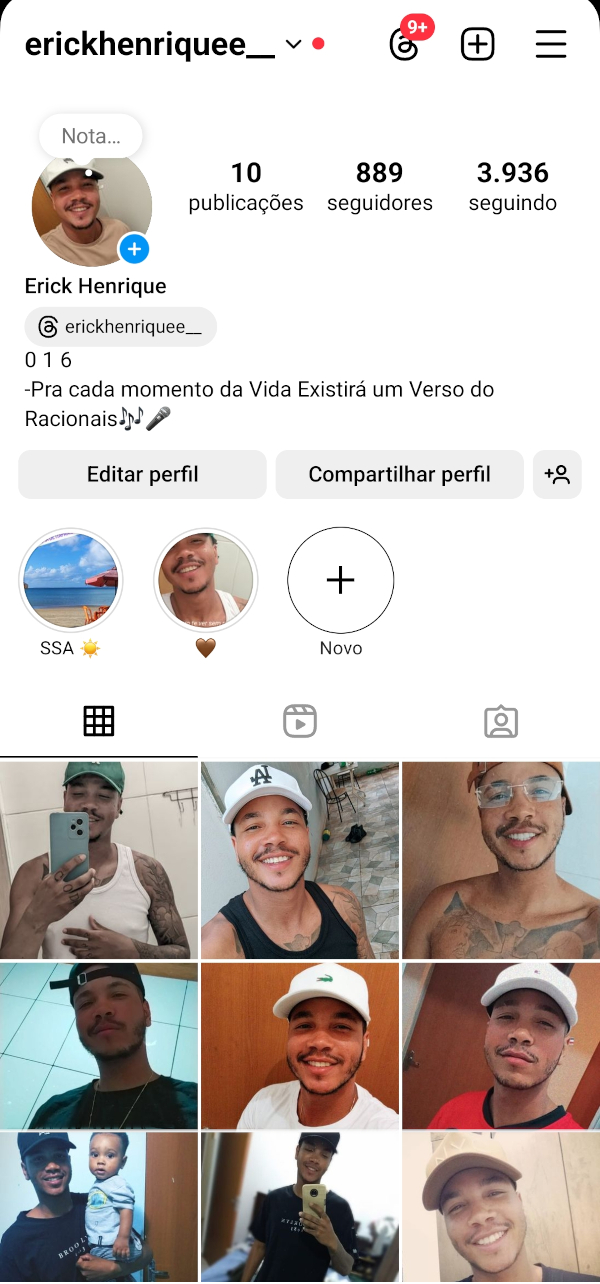 erickhenriquee__
9+
Nota...
10
889
3.936
publicações
seguidores
seguindo
Erick Henrique
erickhenriquee__
0 1 6
-Pra cada momento da Vida Existirá um Verso do
Racionais🎶🎤
Editar perfil
Compartilhar perfil
SSA ☀️
🤎
Novo
LA